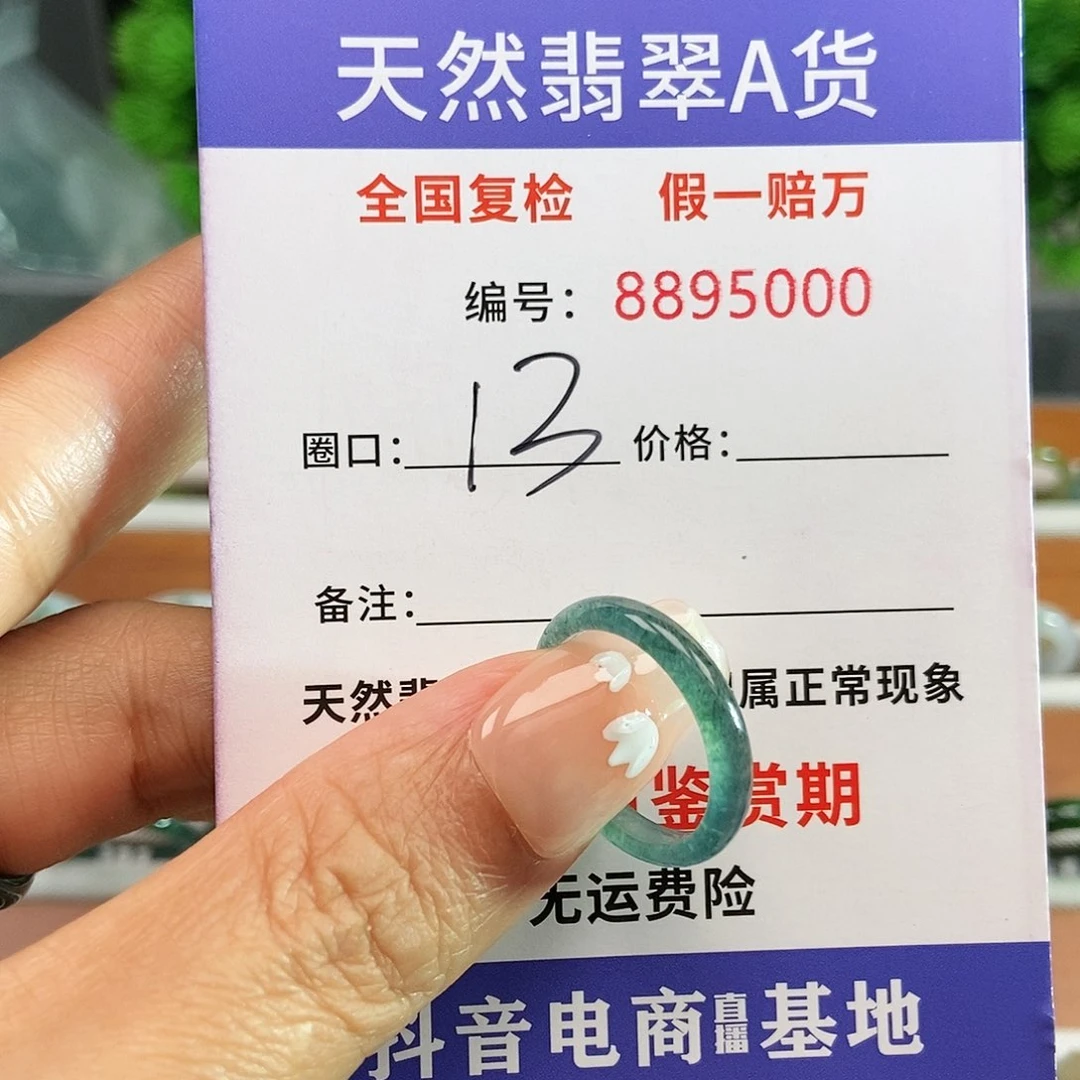 天然翡翠A货
全国复检 假一赔万
编号：8895000
圈口：13 价格：
备注：
天然翡 属正常现象
鉴赏期
无运费险
抖音电商直播基地